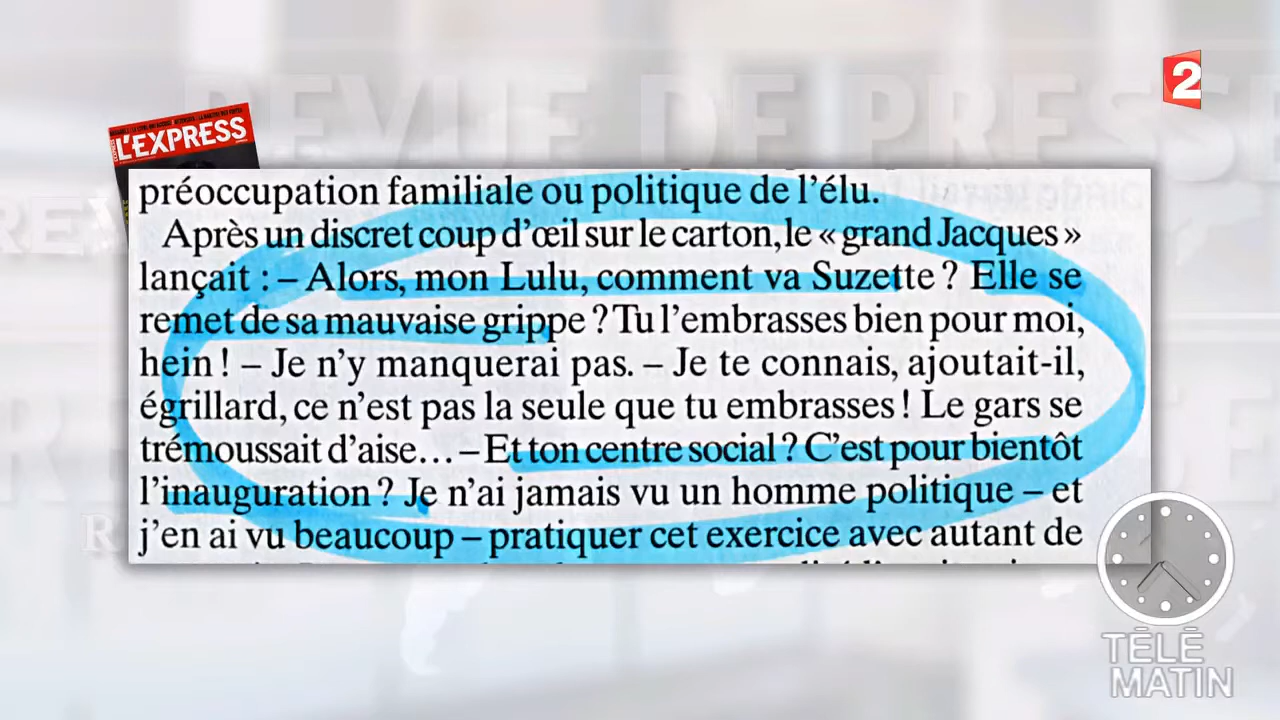 REVUE DE PRESSE
2
L'EXPRESS
préoccupation familiale ou politique de l'élu.
Après un discret coup d'œil sur le carton, le « grand Jacques »
lançait : – Alors, mon Lulu, comment va Suzette ? Elle se
remet de sa mauvaise grippe ? Tu l'embrasses bien pour moi,
hein ! – Je n'y manquerai pas. – Je te connais, ajoutait-il,
égrillard, ce n'est pas la seule que tu embrasses ! Le gars se
trémoussait d'aise… – Et ton centre social ? C'est pour bientôt
l'inauguration ? Je n'ai jamais vu un homme politique – et
j'en ai vu beaucoup – pratiquer cet exercice avec autant de
TÉLÉ
MATIN